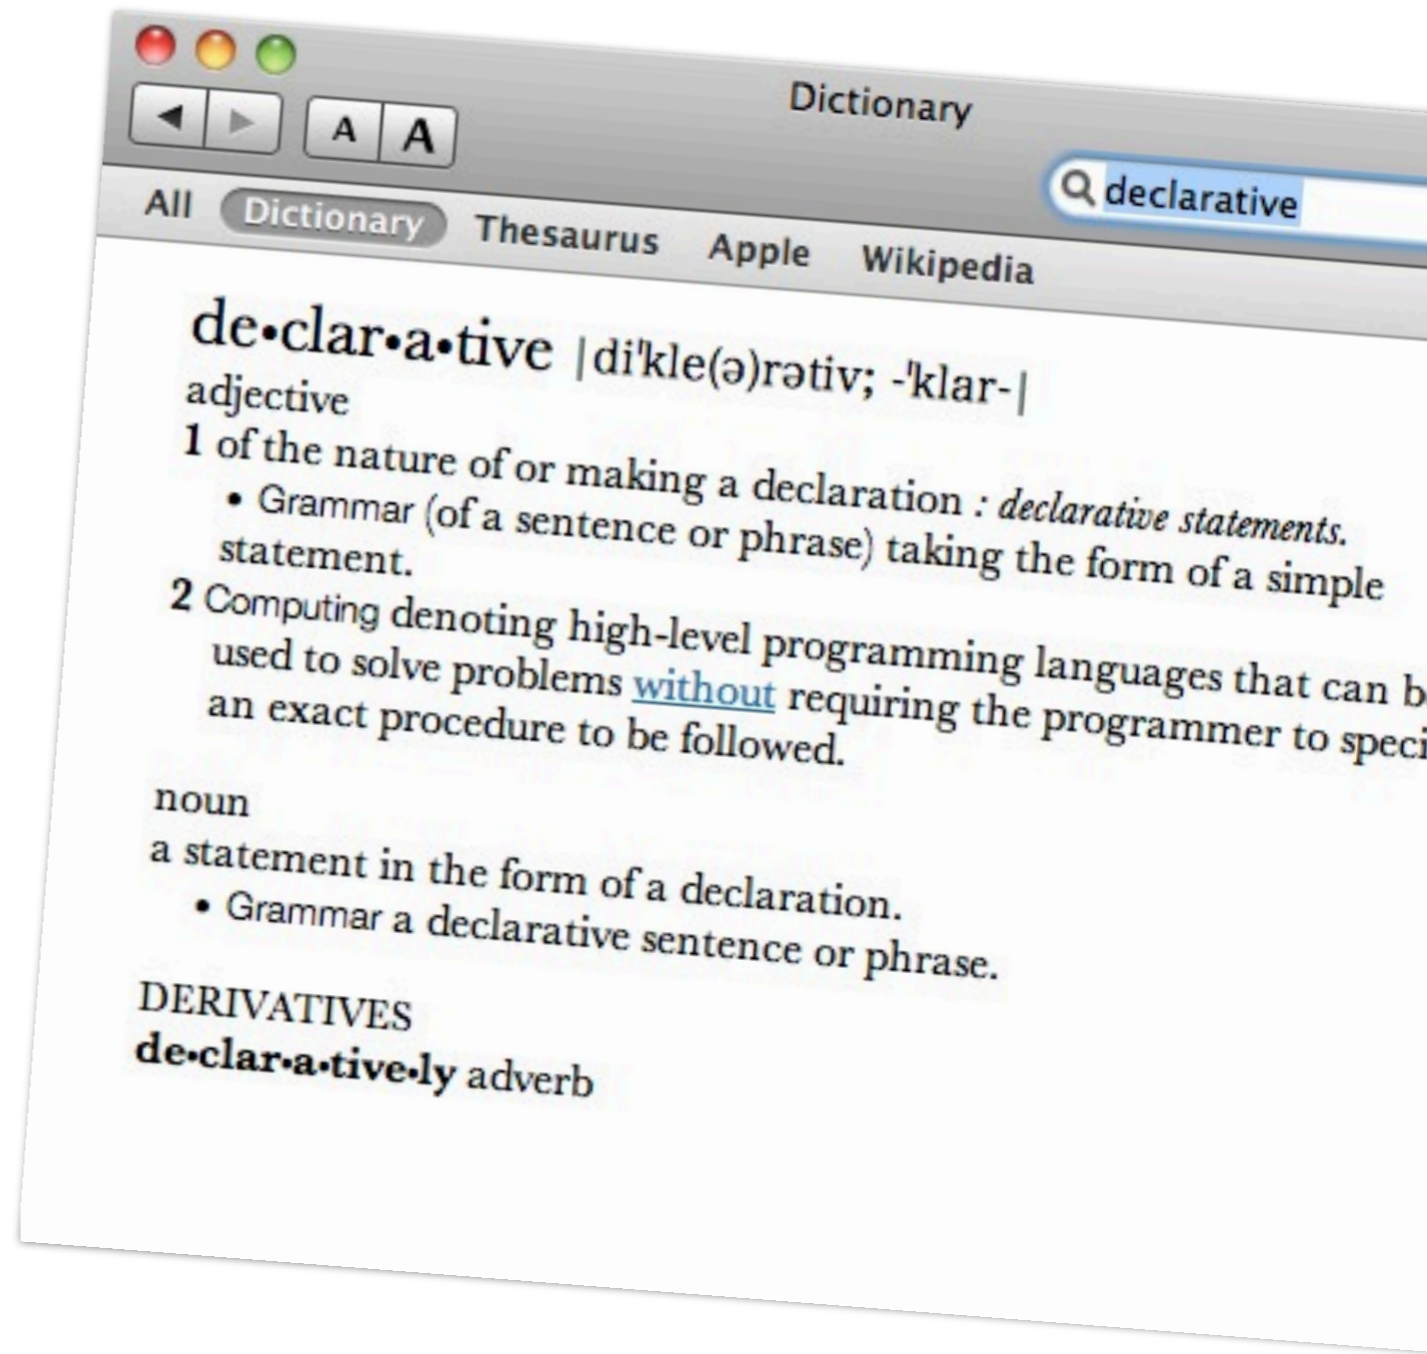 Dictionary
A A
declarative
All Dictionary Thesaurus Apple Wikipedia
de•clar•a•tive |diˈkle(ə)rətiv; -ˈklar-|
adjective
1 of the nature of or making a declaration : declarative statements.
• Grammar (of a sentence or phrase) taking the form of a simple
statement.
2 Computing denoting high-level programming languages that can b
used to solve problems without requiring the programmer to speci
an exact procedure to be followed.
noun
a statement in the form of a declaration.
• Grammar a declarative sentence or phrase.
DERIVATIVES
de•clar•a•tive•ly adverb